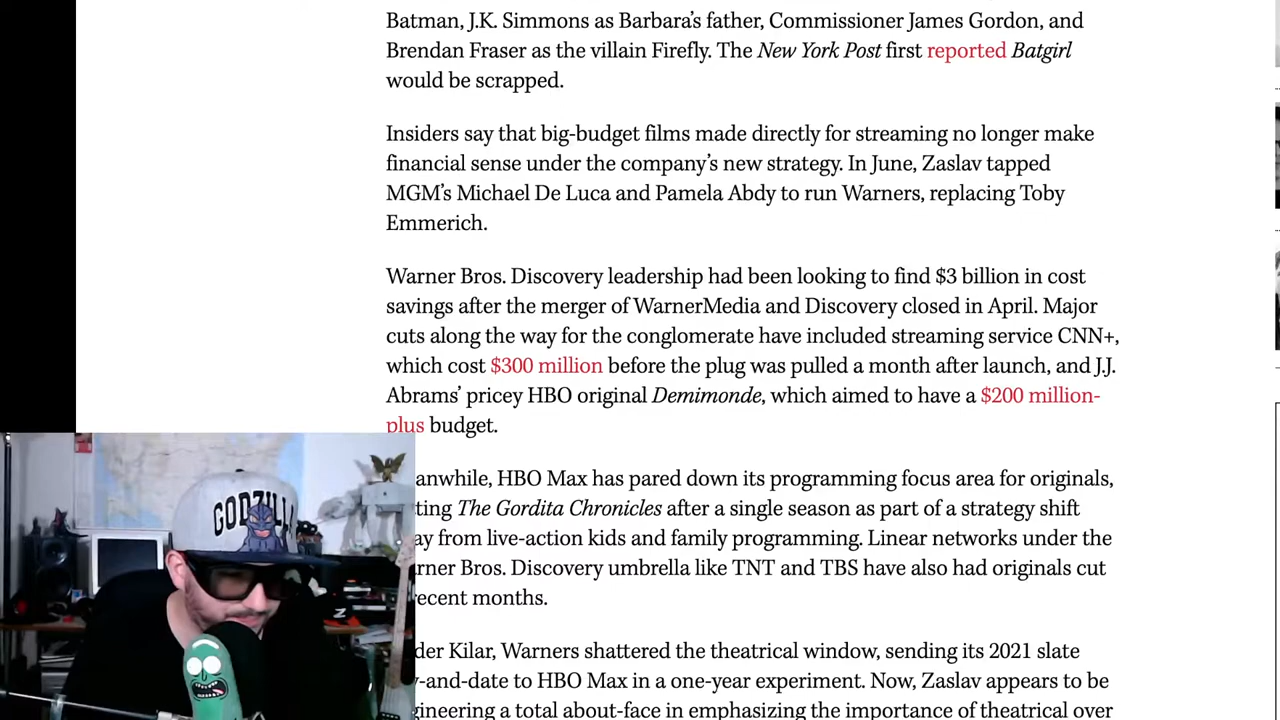 Batman, J.K. Simmons as Barbara’s father, Commissioner James Gordon, and
Brendan Fraser as the villain Firefly. The New York Post first reported Batgirl
would be scrapped.
Insiders say that big-budget films made directly for streaming no longer make
financial sense under the company’s new strategy. In June, Zaslav tapped
MGM’s Michael De Luca and Pamela Abdy to run Warners, replacing Toby
Emmerich.
Warner Bros. Discovery leadership had been looking to find $3 billion in cost
savings after the merger of WarnerMedia and Discovery closed in April. Major
cuts along the way for the conglomerate have included streaming service CNN+,
which cost $300 million before the plug was pulled a month after launch, and J.J.
Abrams’ pricey HBO original Demimonde, which aimed to have a $200 million-
plus budget.
HBO Max has pared down its programming focus area for originals,
The Gordita Chronicles after a single season as part of a strategy shift
from live-action kids and family programming. Linear networks under the
Bros. Discovery umbrella like TNT and TBS have also had originals cut
recent months.
Kilar, Warners shattered the theatrical window, sending its 2021 slate
-and-date to HBO Max in a one-year experiment. Now, Zaslav appears to be
a total about-face in emphasizing the importance of theatrical over